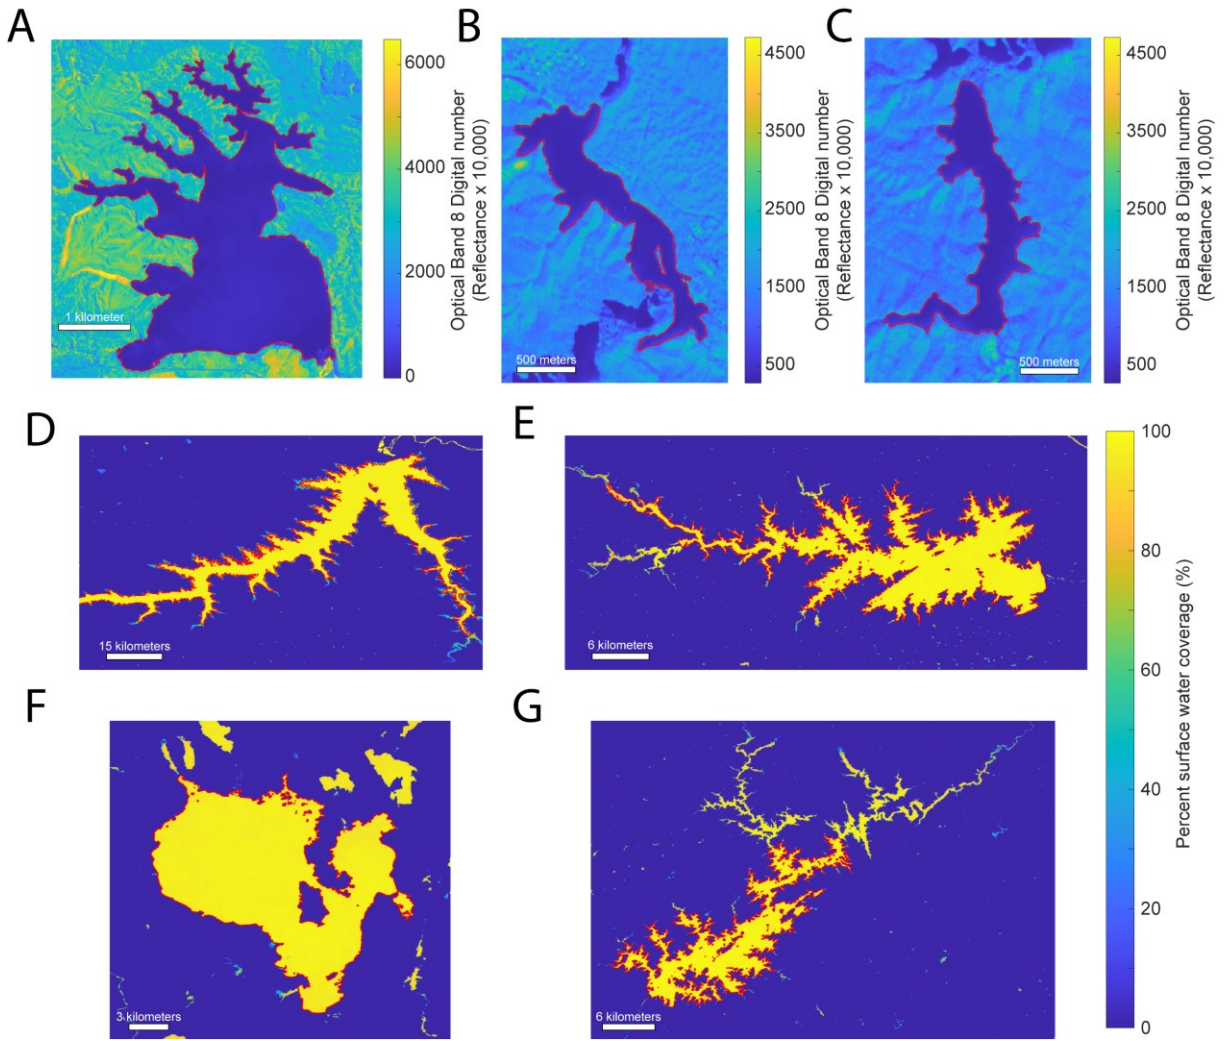 A
B
C
6000
4000
2000
0
Optical Band 8 Digital number
(Reflectance x 10,000)
1 kilometer
4500
3500
2500
1500
500
Optical Band 8 Digital number
(Reflectance x 10,000)
500 meters
4500
3500
2500
1500
500
Optical Band 8 Digital number
(Reflectance x 10,000)
500 meters
D
E
15 kilometers
6 kilometers
F
G
3 kilometers
6 kilometers
100
80
60
40
20
0
Percent surface water coverage (%)